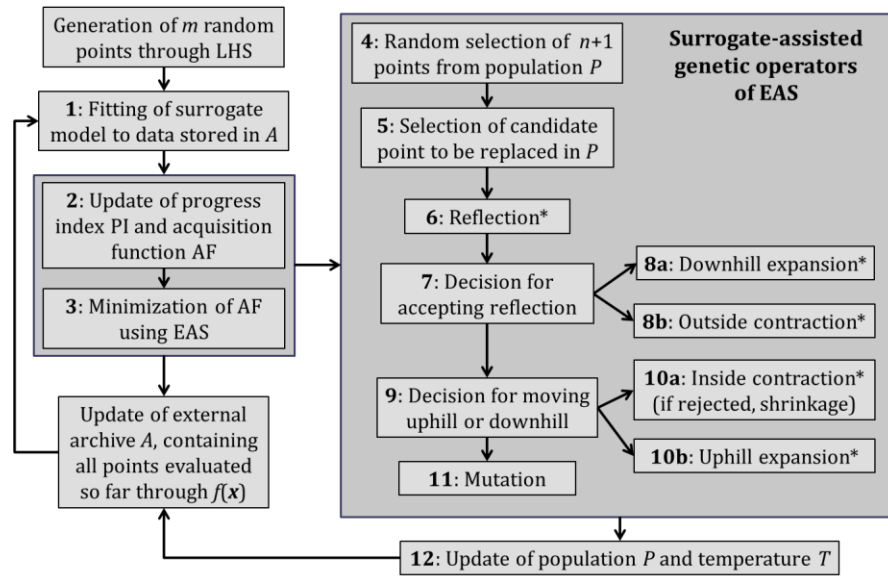 Generation of m random
points through LHS
1: Fitting of surrogate
model to data stored in A
2: Update of progress
index PI and acquisition
function AF
3: Minimization of AF
using EAS
Update of external
archive A, containing
all points evaluated
so far through f(x)
Surrogate-assisted
genetic operators
of EAS
4: Random selection of n+1
points from population P
5: Selection of candidate
point to be replaced in P
6: Reflection*
7: Decision for
accepting reflection
8a: Downhill expansion*
8b: Outside contraction*
9: Decision for moving
uphill or downhill
10a: Inside contraction*
(if rejected, shrinkage)
10b: Uphill expansion*
11: Mutation
12: Update of population P and temperature T